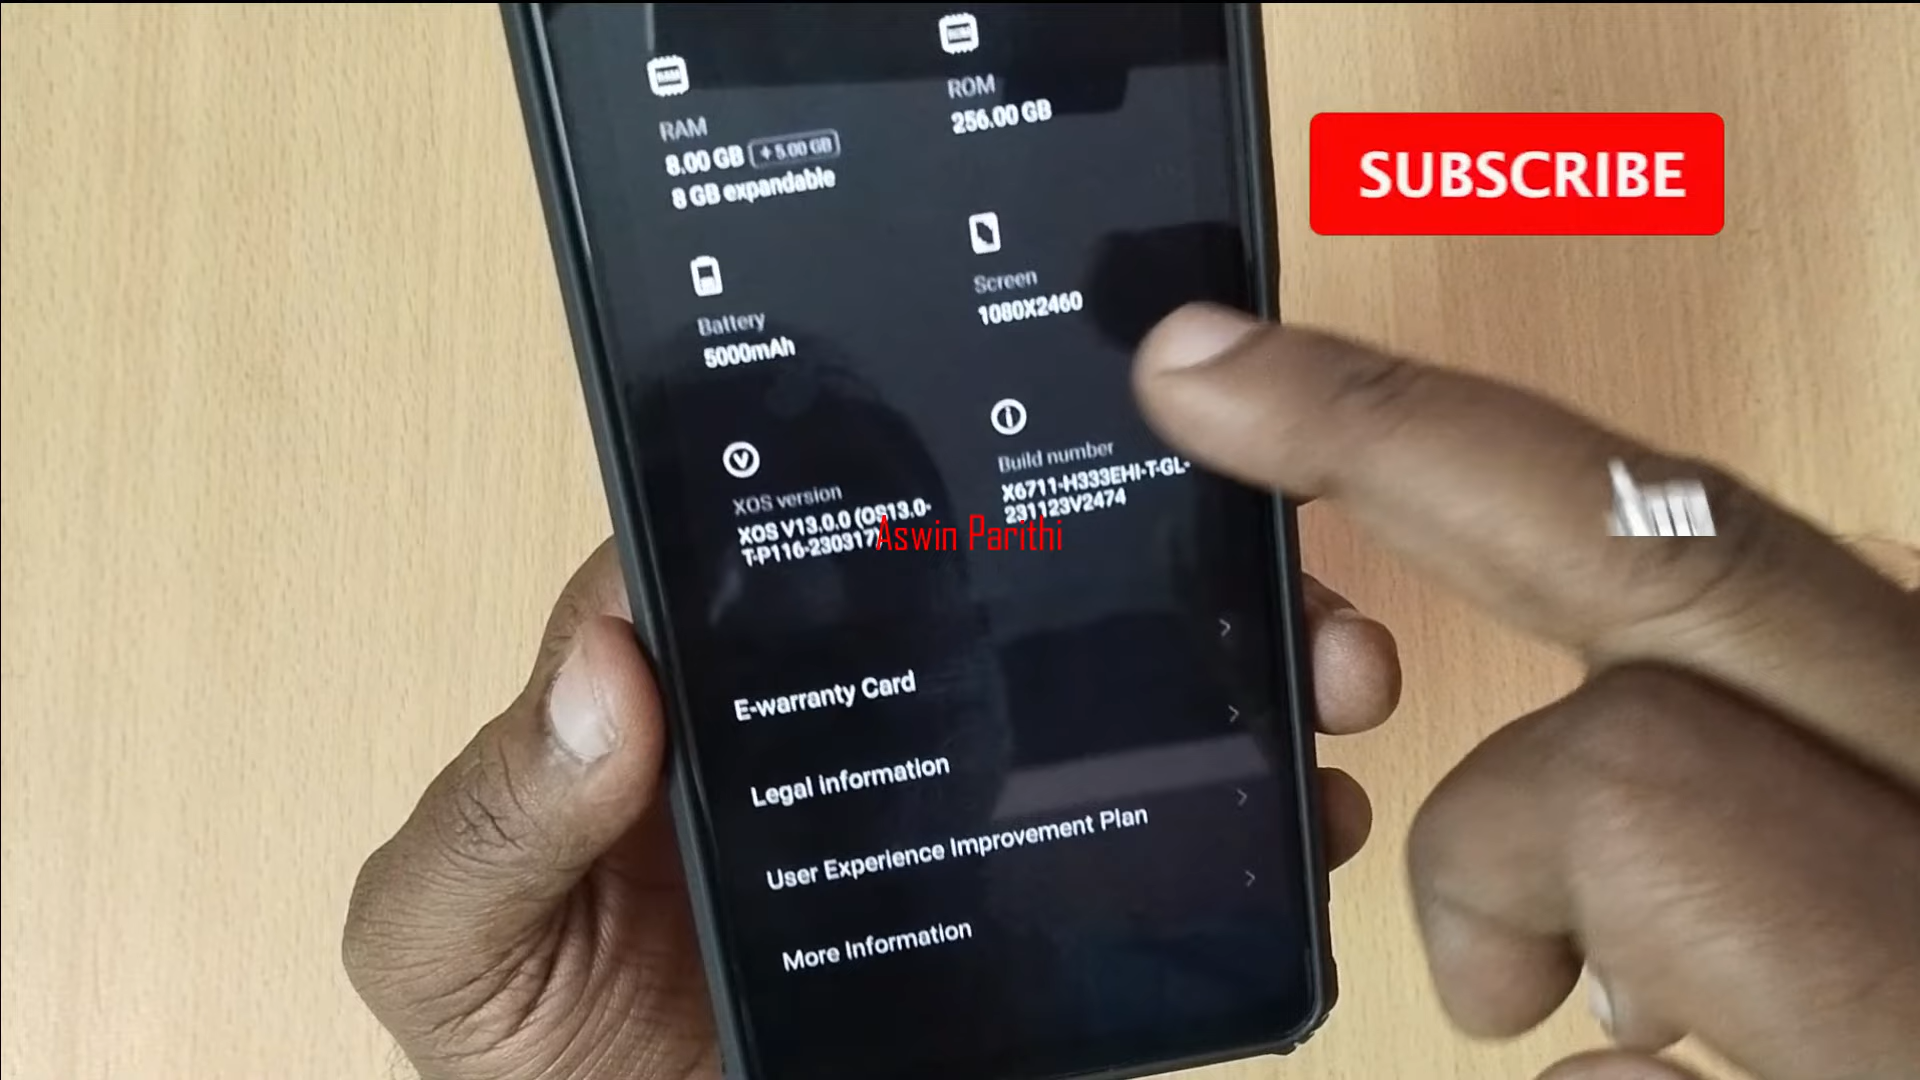 RAM
8.00 GB + 5.00 GB
8 GB expandable
ROM
256.00 GB
SUBSCRIBE
Battery
5000mAh
Screen
1080X2460
XOS version
XOS V13.0.0 (OS13.0-
T-P116-230317)
Build number
X6711-H333EHI-T-GL-
231123V2474
Aswin Parithi
E-warranty Card
Legal information
User Experience Improvement Plan
More Information